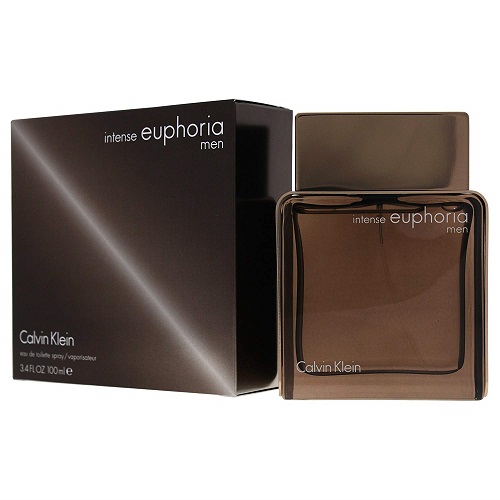 intense euphoria
men
Calvin Klein
eau de toilette spray / vaporisateur
3.4 FL OZ 100 ml ℮
intense euphoria
men
Calvin Klein